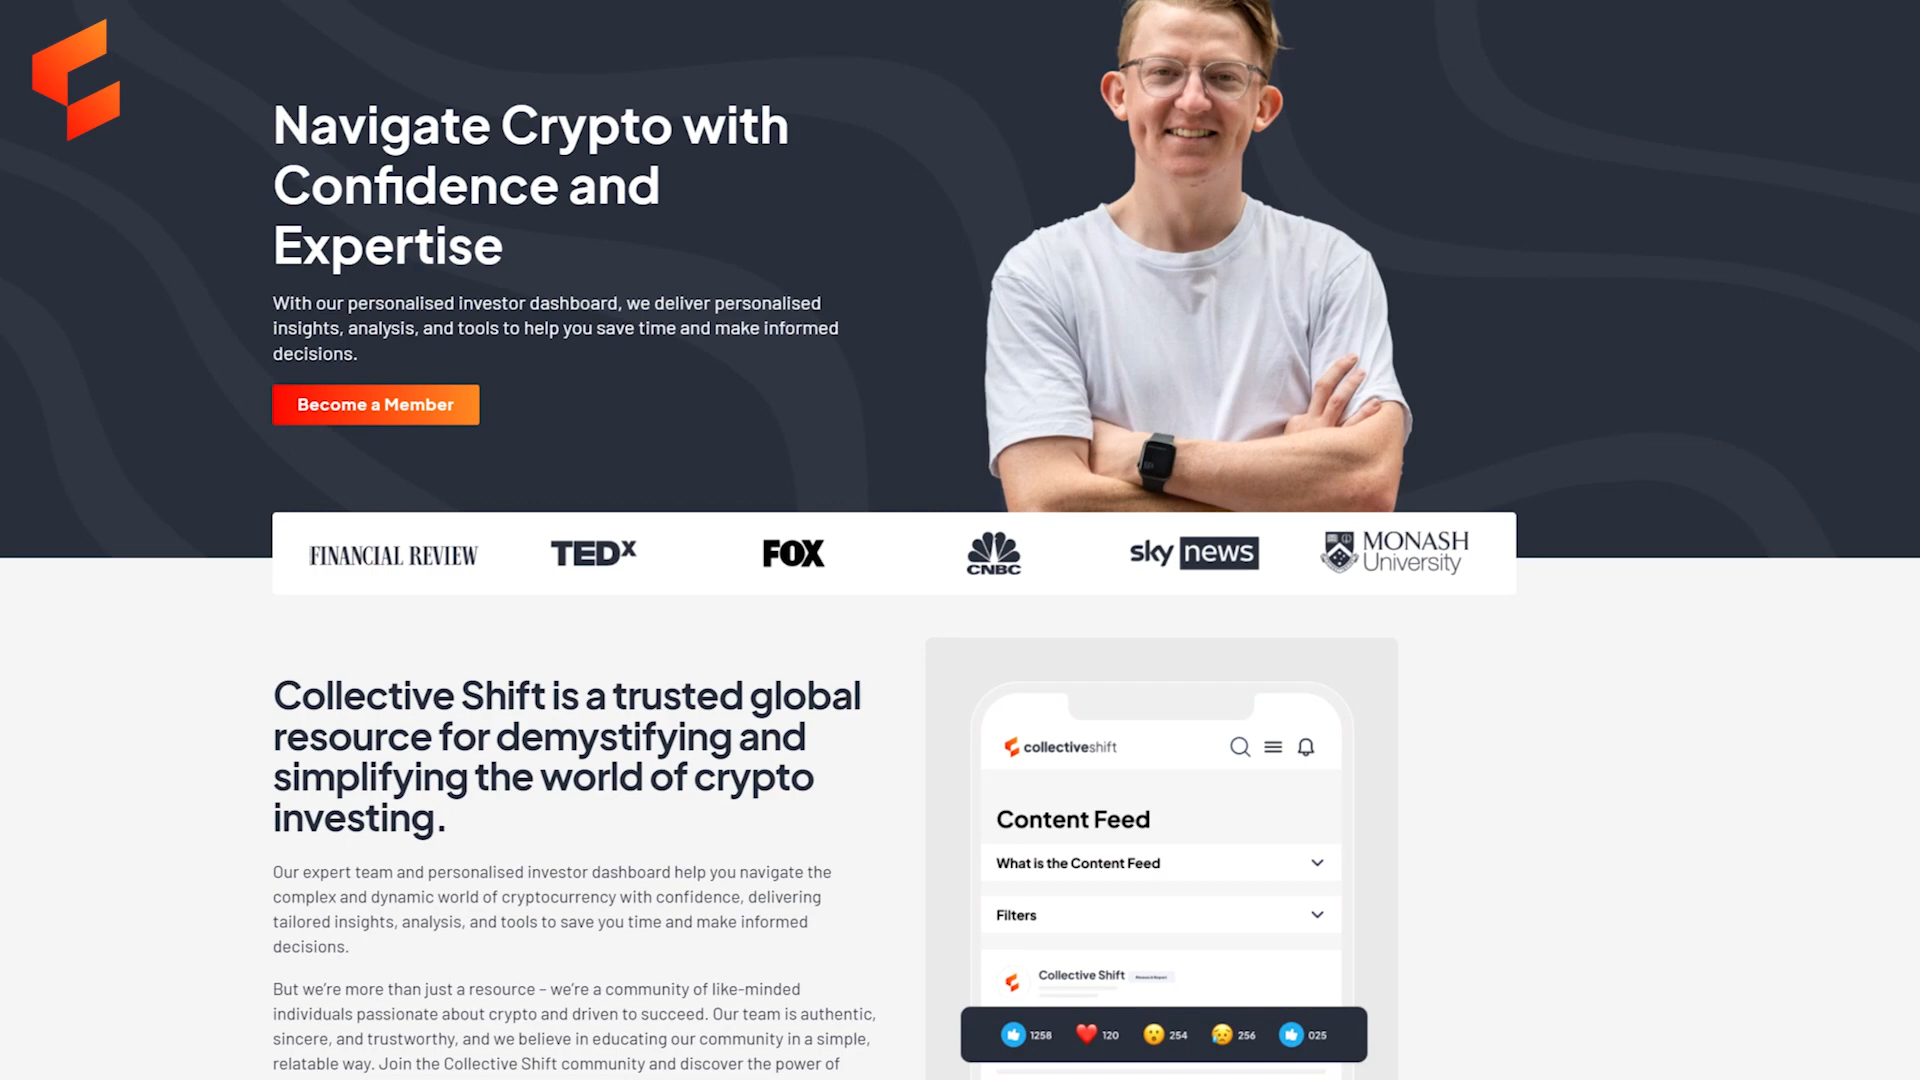 Navigate Crypto with
Confidence and
Expertise
With our personalised investor dashboard, we deliver personalised
insights, analysis, and tools to help you save time and make informed
decisions.
Become a Member
FINANCIAL REVIEW
TEDx
FOX
CNBC
sky news
MONASH
University
Collective Shift is a trusted global
resource for demystifying and
simplifying the world of crypto
investing.
Our expert team and personalised investor dashboard help you navigate the
complex and dynamic world of cryptocurrency with confidence, delivering
tailored insights, analysis, and tools to save you time and make informed
decisions.
But we’re more than just a resource – we’re a community of like-minded
individuals passionate about crypto and driven to succeed. Our team is authentic,
sincere, and trustworthy, and we believe in educating our community in a simple,
relatable way. Join the Collective Shift community and discover the power of
collectiveshift
Content Feed
What is the Content Feed
Filters
Collective Shift
1258 120 254 256 025